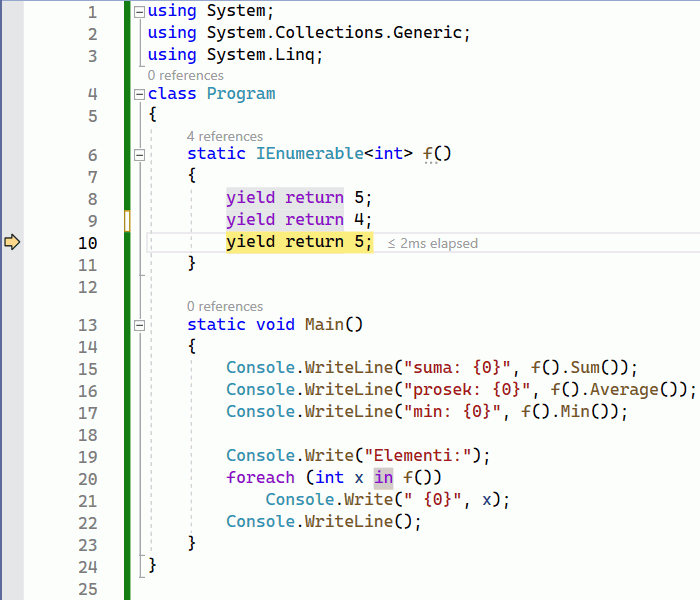 1 using System;
2 using System.Collections.Generic;
3 using System.Linq;
0 references
4 class Program
5 {
4 references
6 static IEnumerable<int> f()
7 {
8 yield return 5;
9 yield return 4;
10 yield return 5; ≤ 2ms elapsed
11 }
12
0 references
13 static void Main()
14 {
15 Console.WriteLine("suma: {0}", f().Sum());
16 Console.WriteLine("prosek: {0}", f().Average());
17 Console.WriteLine("min: {0}", f().Min());
18
19 Console.Write("Elementi:");
20 foreach (int x in f())
21 Console.Write(" {0}", x);
22 Console.WriteLine();
23 }
24 }
25